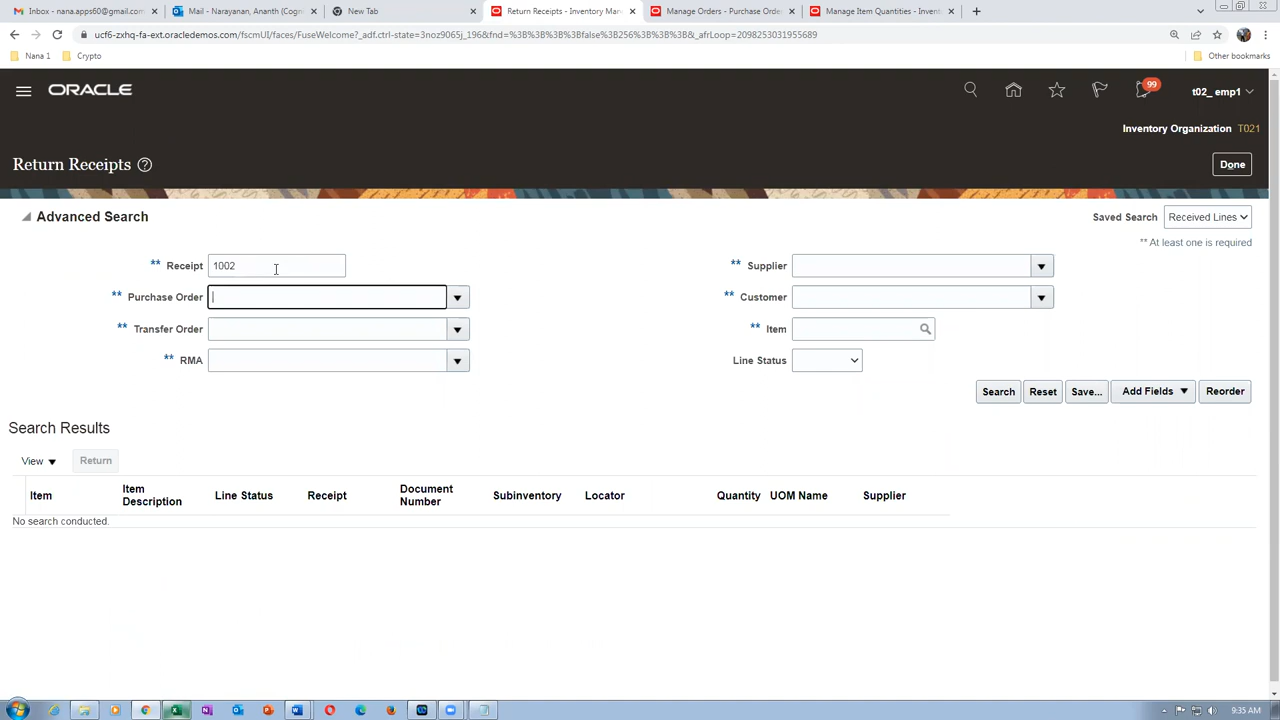 nana.apps60@gmail.com
Mail - Narayanan, Ananth (Cogni
New Tab
Return Receipts - Inventory Man
Manage Orders - Purchase Order
Manage Item Quantities - Invent
ucf6-zxhq-fa-ext.oracledemos.com/fscmUI/faces/FuseWelcome?_adf.ctrl-state=3noz9065j_196&fnd=%3B%3B%3B%3Bfalse%3B256%3B%3B%3B&_afrLoop=2098253031955689
Nana 1
Crypto
Other bookmarks
ORACLE
99
t02_ emp1
Inventory Organization T021
Return Receipts
Done
Advanced Search
Saved Search Received Lines
** At least one is required
** Receipt 1002
** Supplier
** Purchase Order
** Customer
** Transfer Order
** Item
** RMA
Line Status
Search Reset Save... Add Fields Reorder
Search Results
View Return
Item Item Description Line Status Receipt Document Number Subinventory Locator Quantity UOM Name Supplier
No search conducted.
9:35 AM